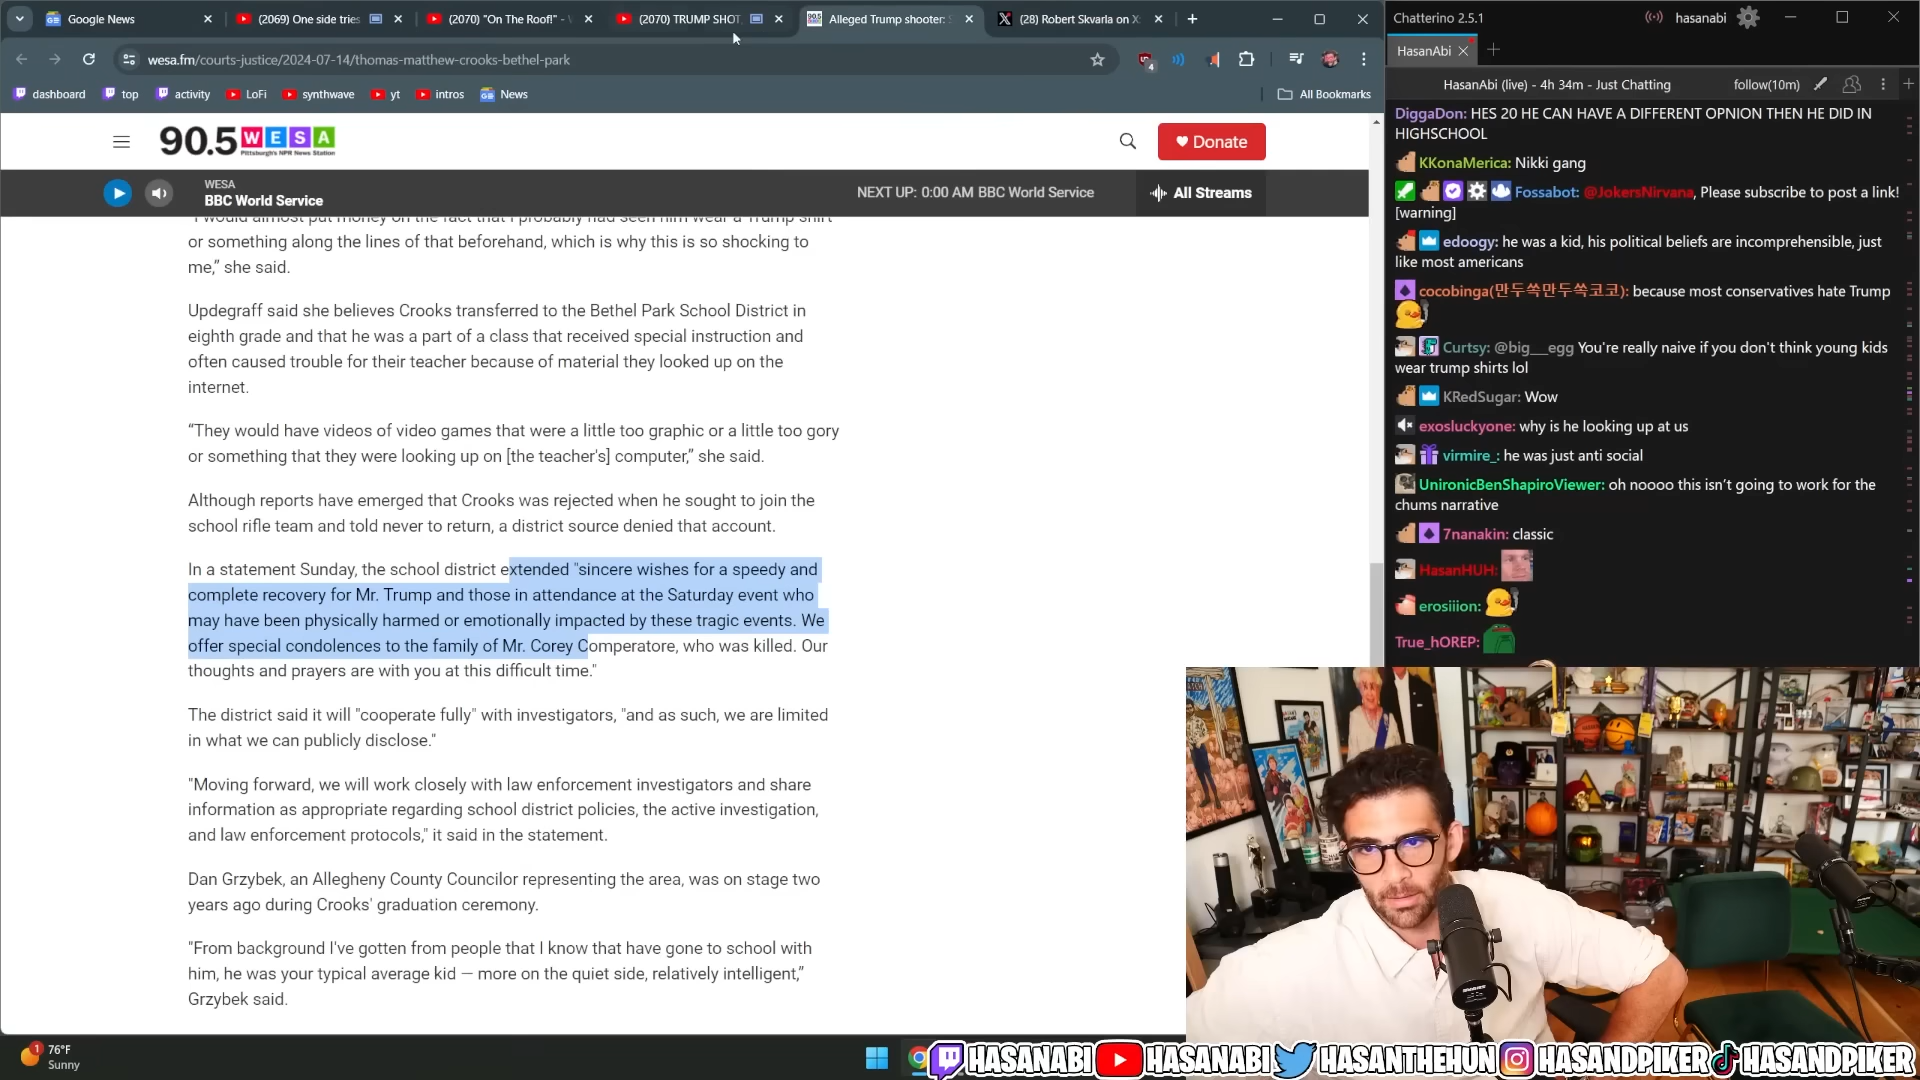 Google News
(2069) One side tries
(2070) "On The Roof!" -
(2070) TRUMP SHOT
Alleged Trump shooter:
(28) Robert Skvarla on X
wesa.fm/courts-justice/2024-07-14/thomas-matthew-crooks-bethel-park
4
dashboard
top
activity
LoFi
synthwave
yt
intros
News
All Bookmarks
90.5 WESA
Pittsburgh's NPR News Station
Donate
WESA
BBC World Service
NEXT UP: 0:00 AM BBC World Service
All Streams
"I would almost put money on the fact that I probably had seen him wear a Trump shirt
or something along the lines of that beforehand, which is why this is so shocking to
me,” she said.
Updegraff said she believes Crooks transferred to the Bethel Park School District in
eighth grade and that he was a part of a class that received special instruction and
often caused trouble for their teacher because of material they looked up on the
internet.
“They would have videos of video games that were a little too graphic or a little too gory
or something that they were looking up on [the teacher's] computer,” she said.
Although reports have emerged that Crooks was rejected when he sought to join the
school rifle team and told never to return, a district source denied that account.
In a statement Sunday, the school district extended "sincere wishes for a speedy and
complete recovery for Mr. Trump and those in attendance at the Saturday event who
may have been physically harmed or emotionally impacted by these tragic events. We
offer special condolences to the family of Mr. Corey Comperatore, who was killed. Our
thoughts and prayers are with you at this difficult time."
The district said it will "cooperate fully" with investigators, "and as such, we are limited
in what we can publicly disclose."
"Moving forward, we will work closely with law enforcement investigators and share
information as appropriate regarding school district policies, the active investigation,
and law enforcement protocols," it said in the statement.
Dan Grzybek, an Allegheny County Councilor representing the area, was on stage two
years ago during Crooks' graduation ceremony.
"From background I've gotten from people that I know that have gone to school with
him, he was your typical average kid — more on the quiet side, relatively intelligent,”
Grzybek said.
1
76°F
Sunny
Chatterino 2.5.1
hasanabi
HasanAbi
HasanAbi (live) - 4h 34m - Just Chatting
follow(10m)
DiggaDon: HES 20 HE CAN HAVE A DIFFERENT OPNION THEN HE DID IN
HIGHSCHOOL
KKonaMerica: Nikki gang
Fossabot: @JokersNirvana, Please subscribe to post a link!
[warning]
edoogy: he was a kid, his political beliefs are incomprehensible, just
like most americans
cocobinga(만두쓱만두쓱코코): because most conservatives hate Trump
Curtsy: @big__egg You're really naive if you don't think young kids
wear trump shirts lol
KRedSugar: Wow
exosluckyone: why is he looking up at us
virmire_: he was just anti social
UnironicBenShapiroViewer: oh noooo this isn’t going to work for the
chums narrative
7nanakin: classic
HasanHUH:
erosiiion:
True_hOREP:
HASANABI
HASANABI
HASANTHEHUN
HASANDPIKER
HASANDPIKER